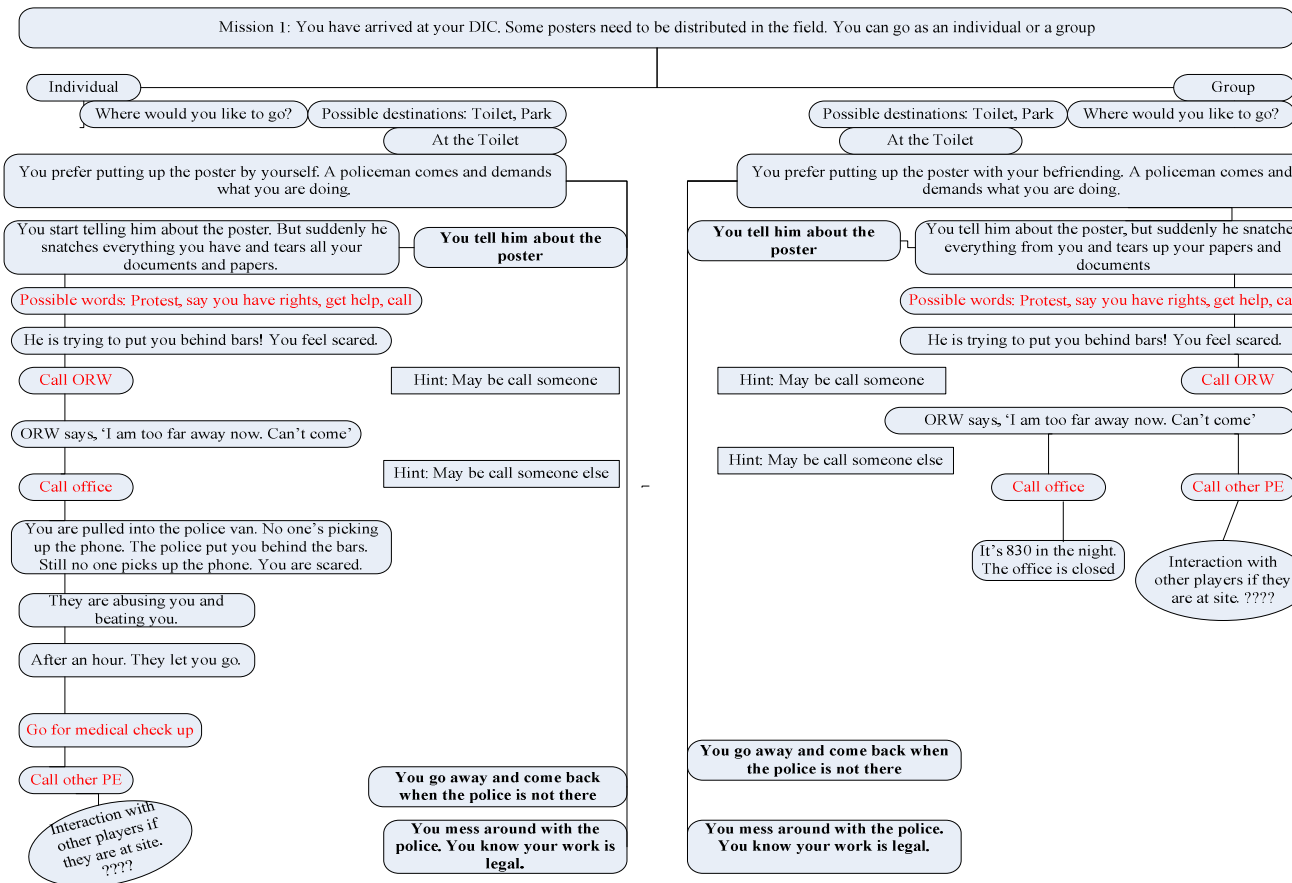 Mission 1: You have arrived at your DIC. Some posters need to be distributed in the field. You can go as an individual or a group
Individual
Where would you like to go?
Possible destinations: Toilet, Park
At the Toilet
You prefer putting up the poster by yourself. A policeman comes and demands
what you are doing.
You start telling him about the poster. But suddenly he
snatches everything you have and tears all your
documents and papers.
You tell him about the
poster
Possible words: Protest, say you have rights, get help, call
He is trying to put you behind bars! You feel scared.
Call ORW
Hint: May be call someone
ORW says, ‘I am too far away now. Can’t come’
Hint: May be call someone else
Call office
You are pulled into the police van. No one’s picking
up the phone. The police put you behind the bars.
Still no one picks up the phone. You are scared.
They are abusing you and
beating you.
After an hour. They let you go.
Go for medical check up
Call other PE
Interaction with
other players if
they are at site.
????
You go away and come back
when the police is not there
You mess around with the
police. You know your work is
legal.
Group
Possible destinations: Toilet, Park
Where would you like to go?
At the Toilet
You prefer putting up the poster with your befriending. A policeman comes and
demands what you are doing.
You tell him about the
poster
You tell him about the poster, but suddenly he snatche
everything from you and tears up your papers and
documents
Possible words: Protest, say you have rights, get help, ca
He is trying to put you behind bars! You feel scared.
Hint: May be call someone
Call ORW
ORW says, ‘I am too far away now. Can’t come’
Hint: May be call someone else
Call office
Call other PE
It’s 830 in the night.
The office is closed
Interaction with
other players if they
are at site. ????
You go away and come back when
the police is not there
You mess around with the police.
You know your work is legal.